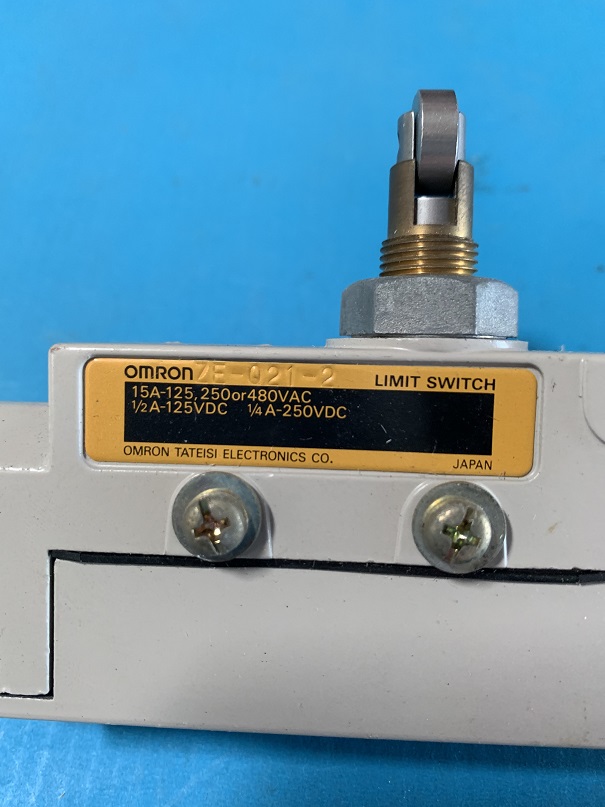 OMRON ZE-Q21-2 LIMIT SWITCH
15A-125,250or480VAC
½A-125VDC ¼A-250VDC
OMRON TATEISI ELECTRONICS CO. JAPAN